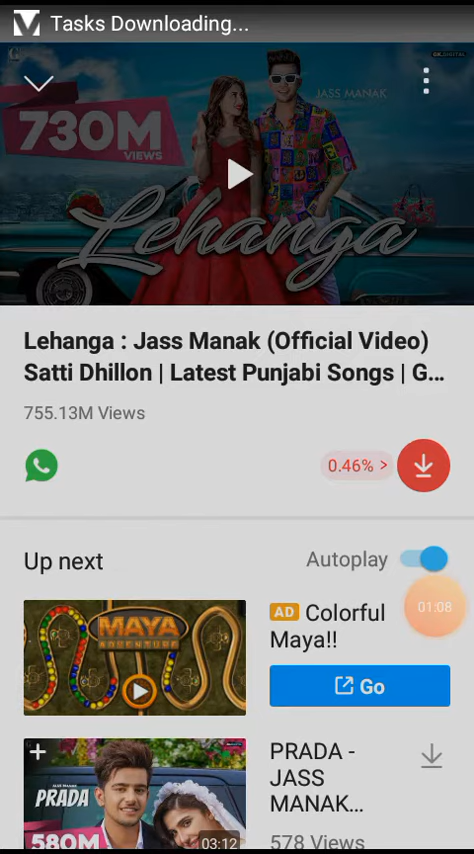 Tasks Downloading...
JASS MANAK
730M
VIEWS
Lehanga
Lehanga : Jass Manak (Official Video)
Satti Dhillon | Latest Punjabi Songs | G...
755.13M Views
0.46% >
Up next
Autoplay
01:08
MAYA
ADVENTURE
AD Colorful
Maya!!
Go
PRADA -
JASS
MANAK...
578 Views
PRADA
580M
03:12